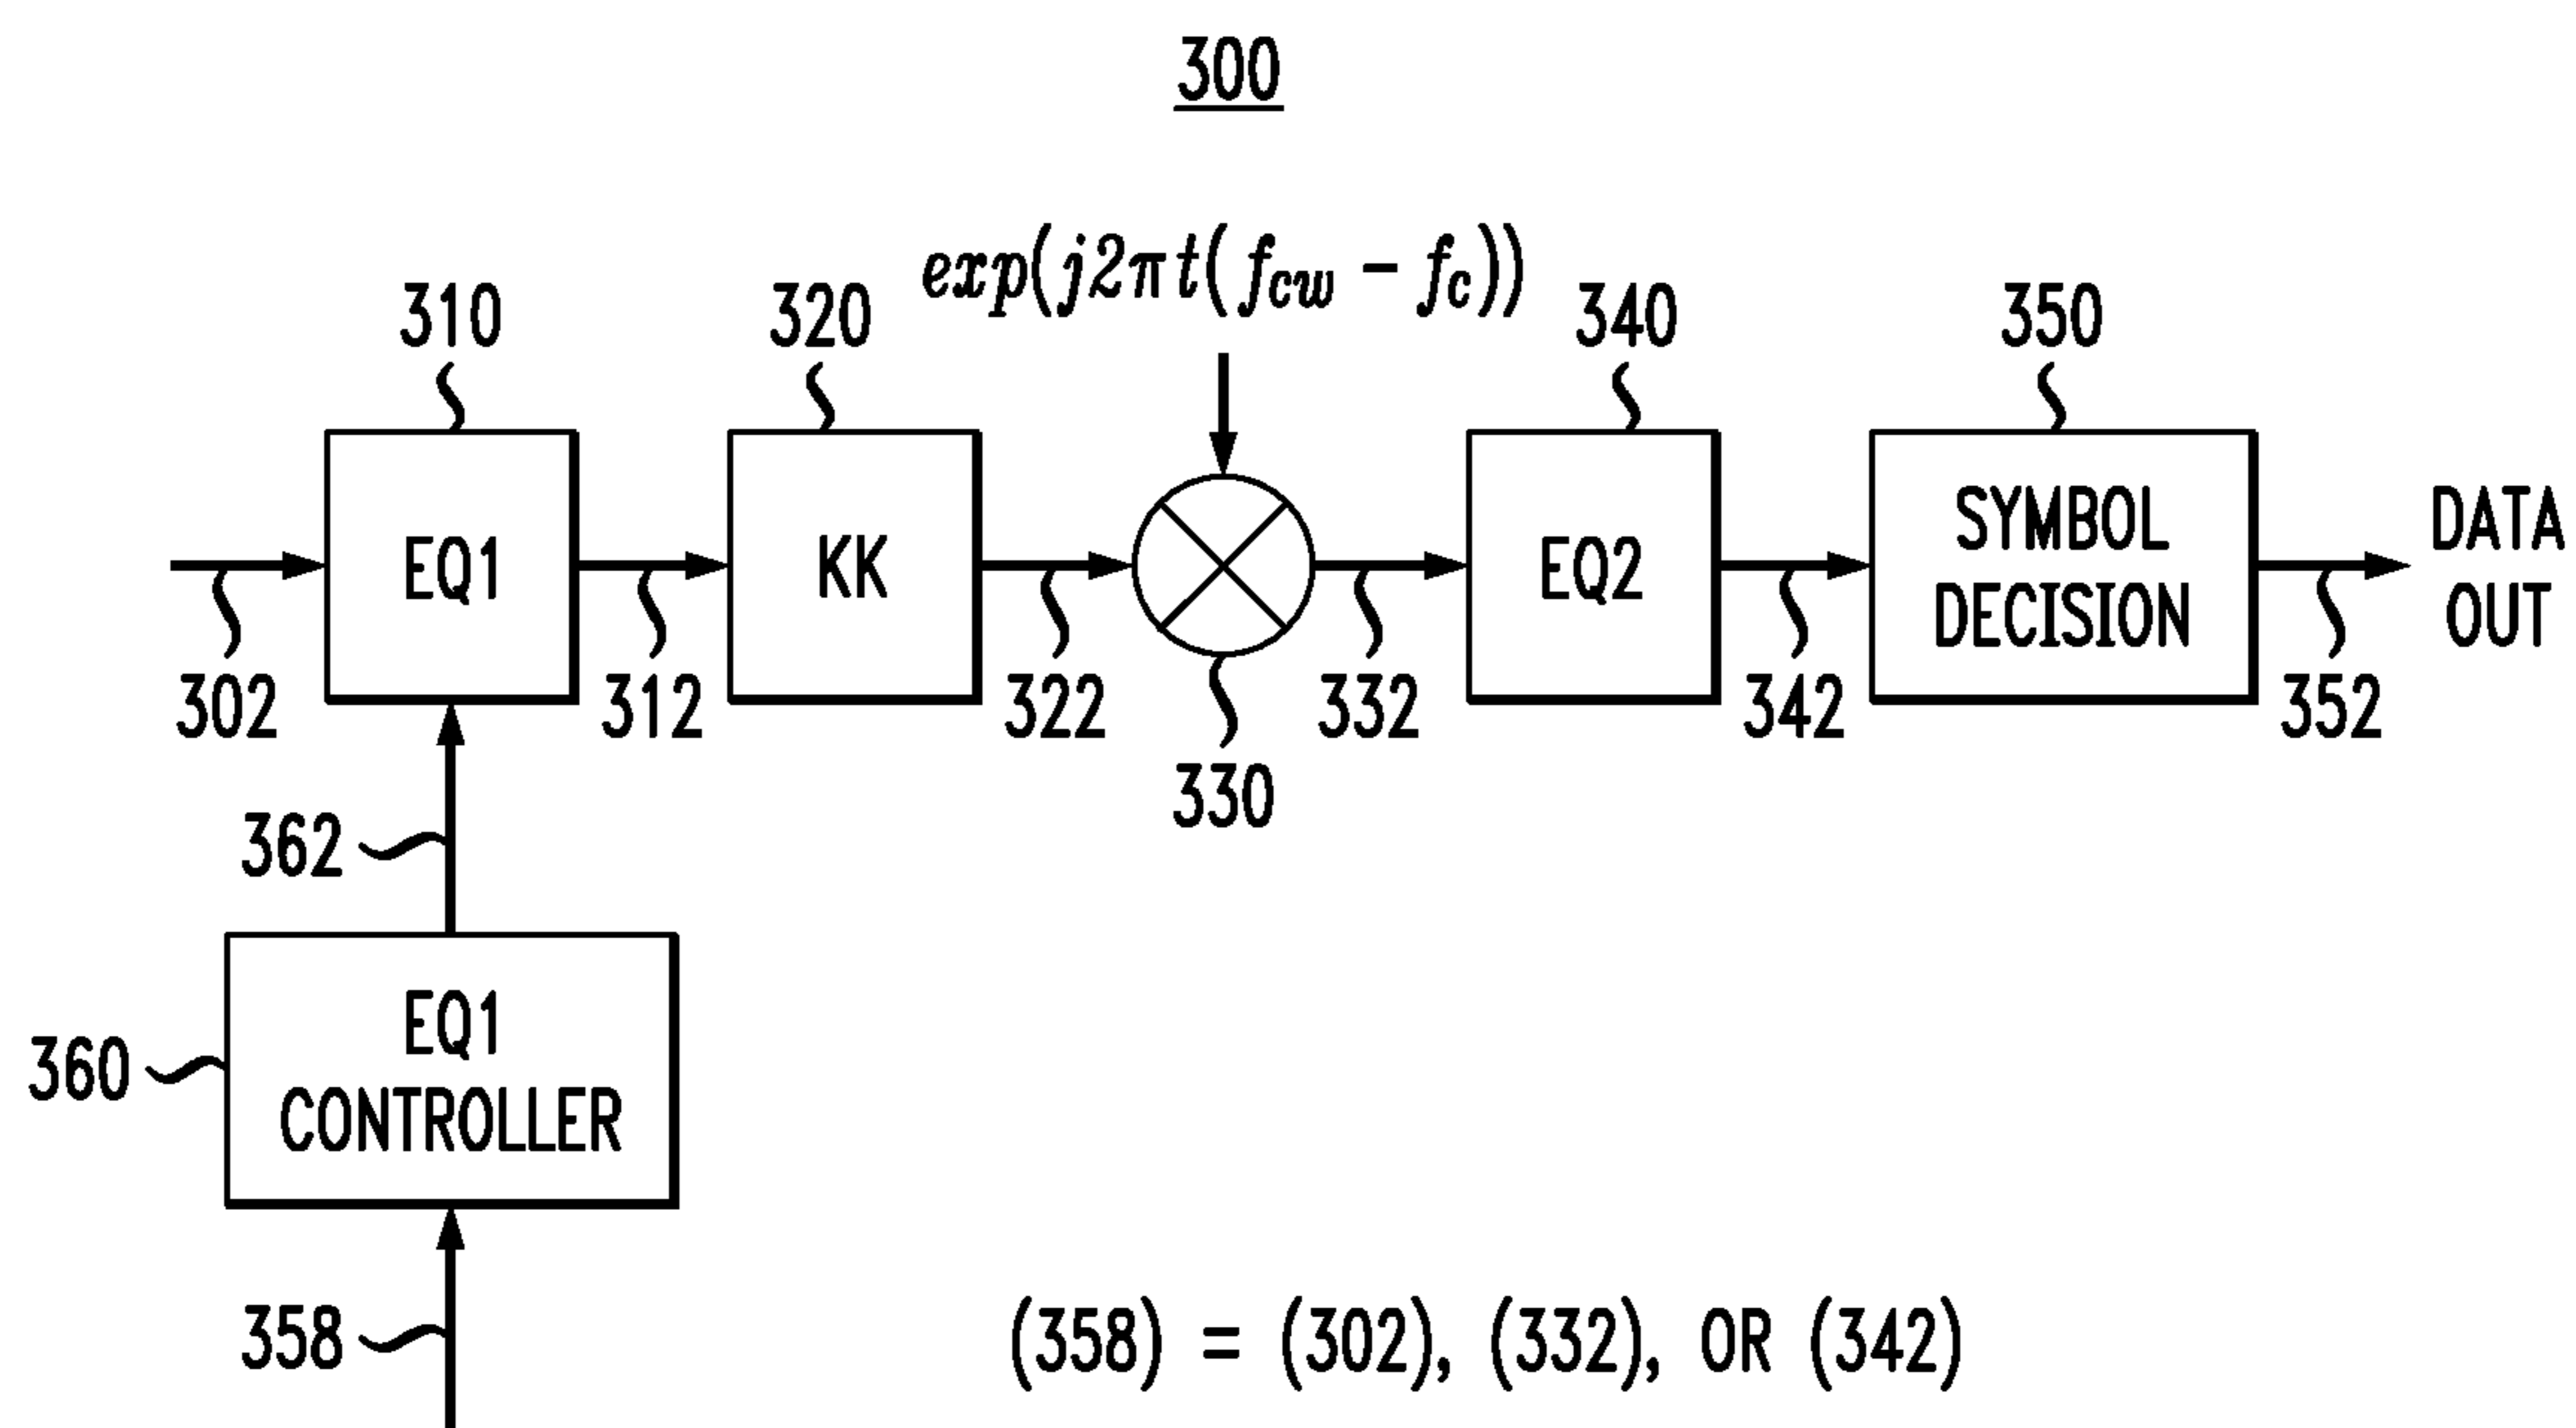 300
exp(j2πt(fcw − fc))
310
320
340
350
EQ1
KK
EQ2
SYMBOL
DECISION
DATA
OUT
302
312
322
332
342
352
330
362
EQ1
CONTROLLER
360
358
(358) = (302), (332), OR (342)